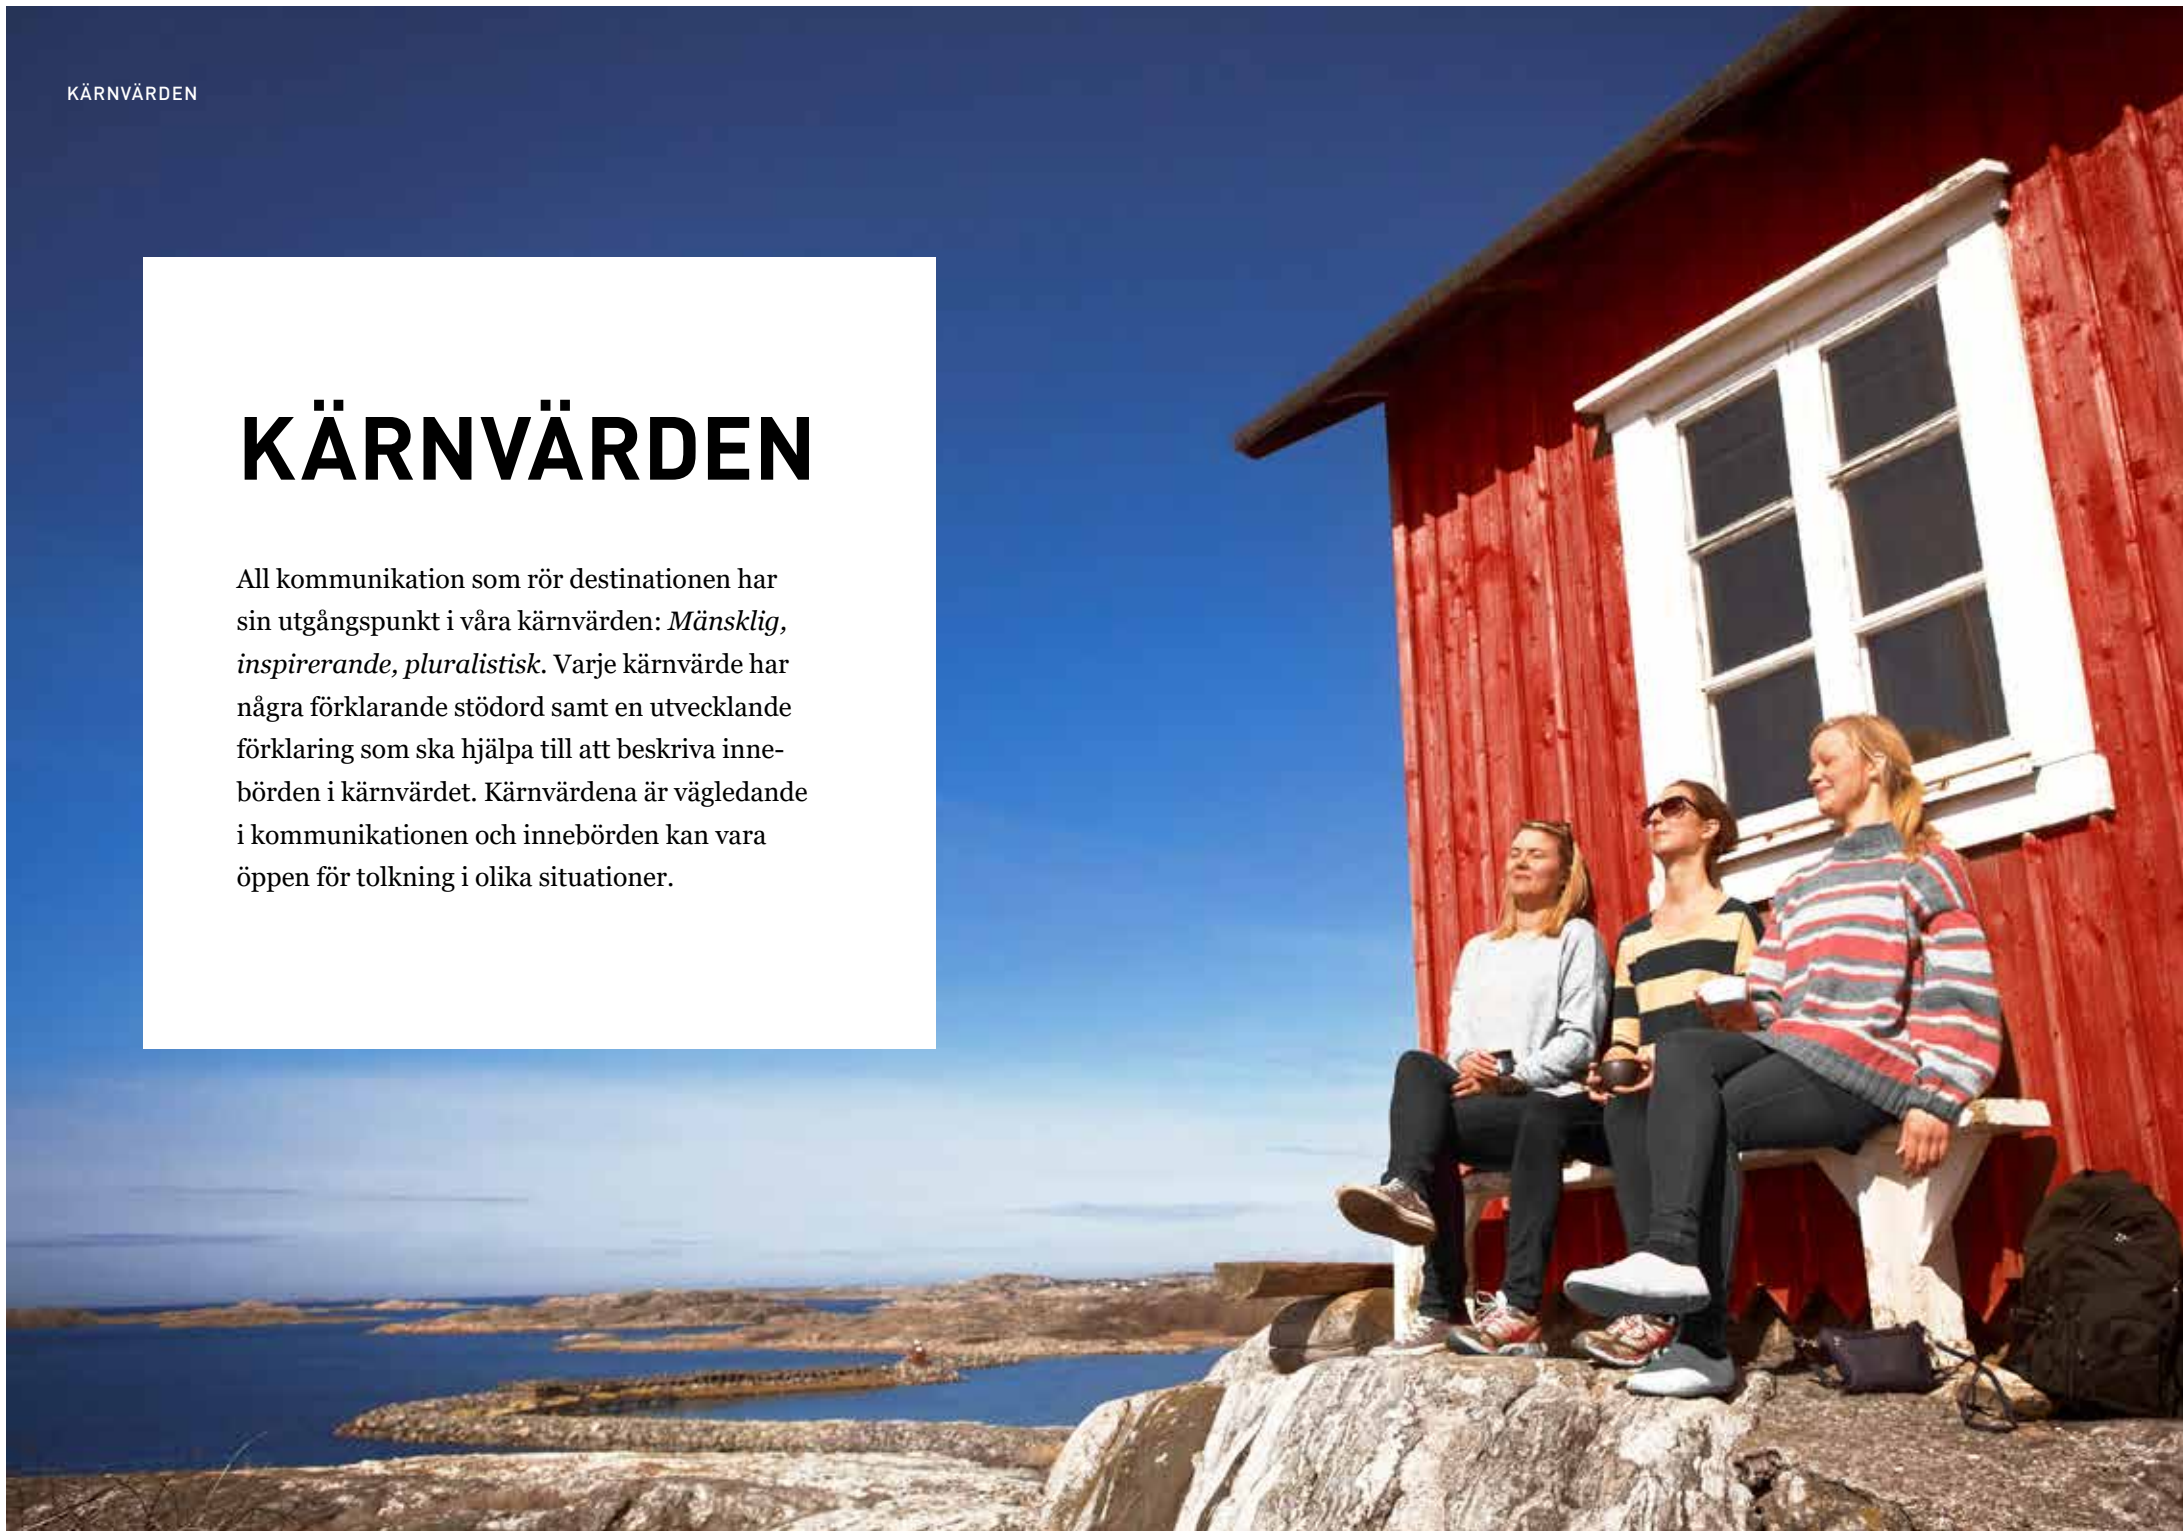 KÄRNVÄRDEN
KÄRNVÄRDEN
All kommunikation som rör destinationen har
sin utgångspunkt i våra kärnvärden: Mänsklig,
inspirerande, pluralistisk. Varje kärnvärde har
några förklarande stödord samt en utvecklande
förklaring som ska hjälpa till att beskriva inne-
börden i kärnvärdet. Kärnvärdena är vägledande
i kommunikationen och innebörden kan vara
öppen för tolkning i olika situationer.